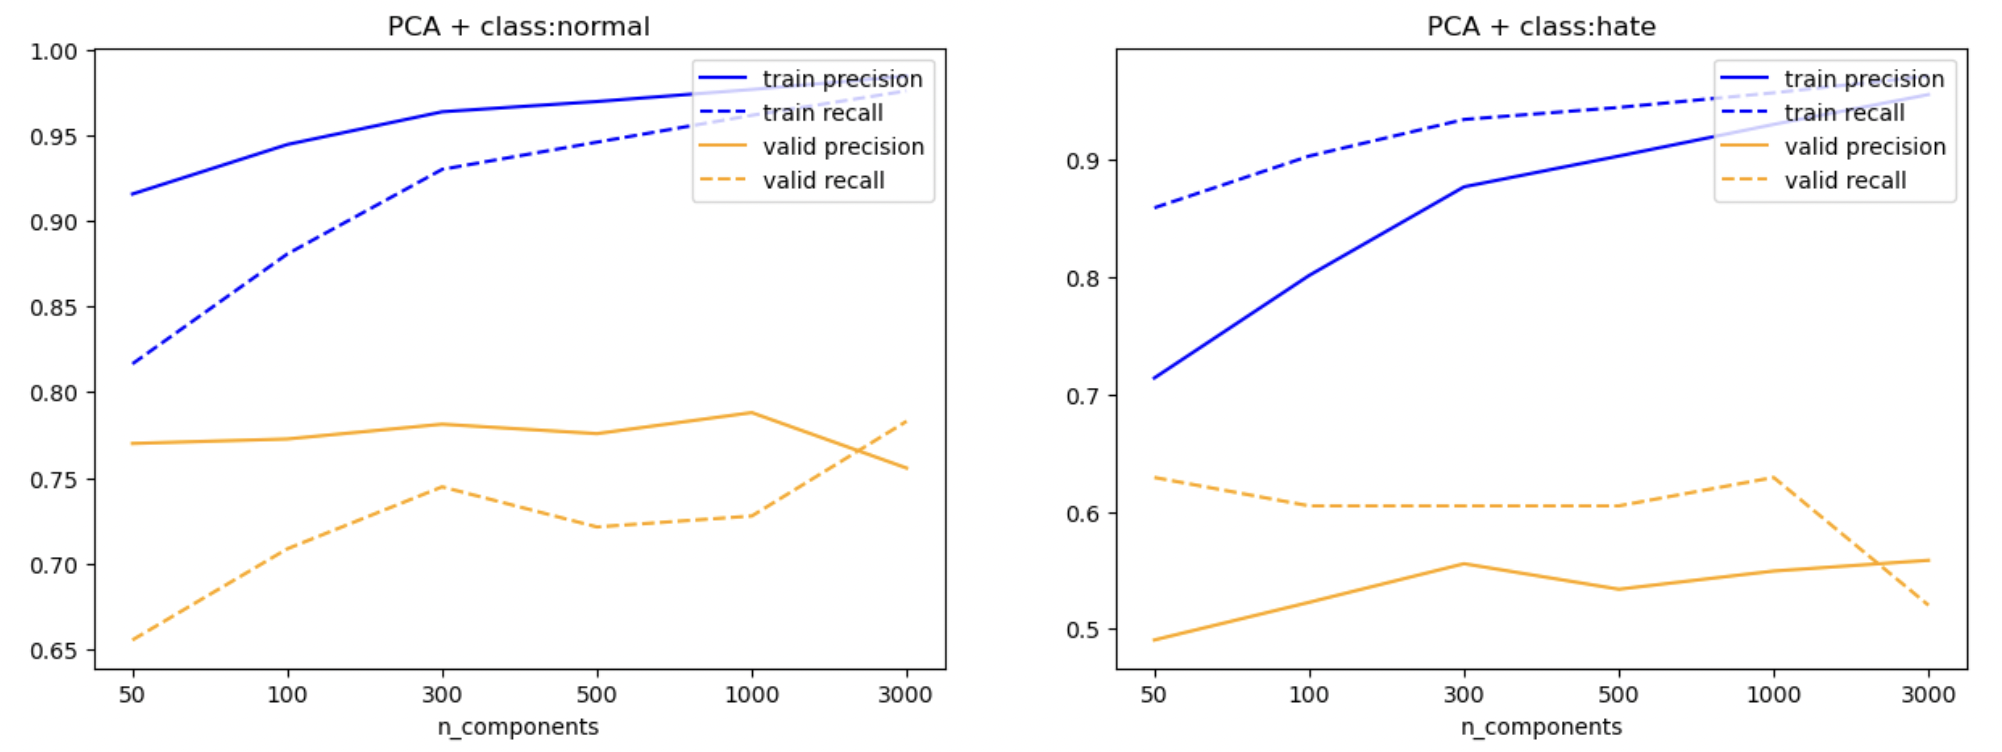 PCA + class:normal
1.00
0.95
0.90
0.85
0.80
0.75
0.70
0.65
train precision
train recall
valid precision
valid recall
50 100 300 500 1000 3000
n_components
PCA + class:hate
0.9
0.8
0.7
0.6
0.5
train precision
train recall
valid precision
valid recall
50 100 300 500 1000 3000
n_components